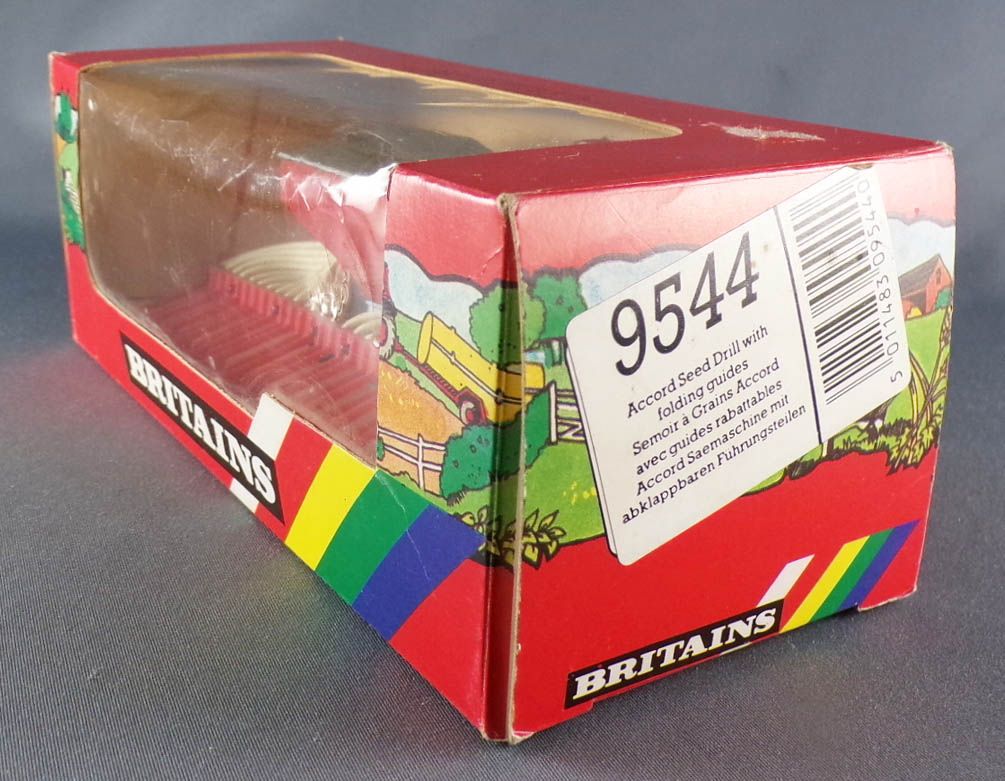 BRITAINS
9544
Accord Seed Drill with
folding guides
Semoir à Grains Accord
avec guides rabattables
Accord Saemaschine mit
abklappbaren Fuhrungsteilen
5 011483 095440
BRITAINS